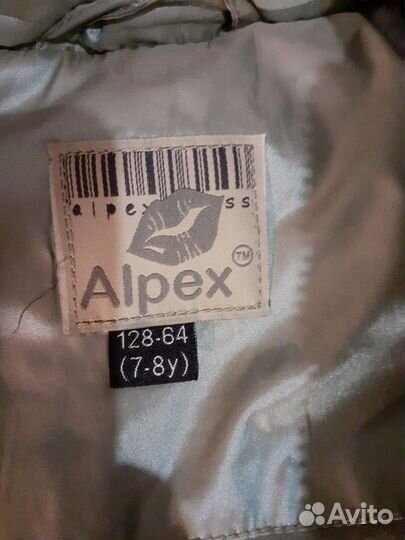 alpex ss
Alpex TM
128-64
(7-8y)
Avito